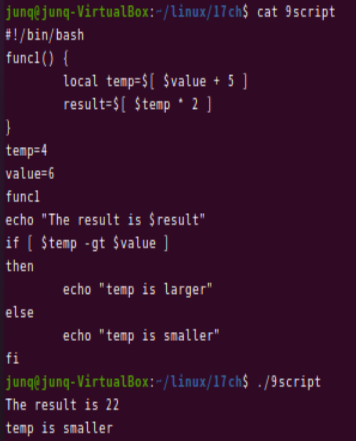 junq@junq-VirtualBox:~/linux/17ch$ cat 9script
#!/bin/bash
func1() {
        local temp=$[ $value + 5 ]
        result=$[ $temp * 2 ]
}
temp=4
value=6
func1
echo "The result is $result"
if [ $temp -gt $value ]
then
        echo "temp is larger"
else
        echo "temp is smaller"
fi
junq@junq-VirtualBox:~/linux/17ch$ ./9script
The result is 22
temp is smaller